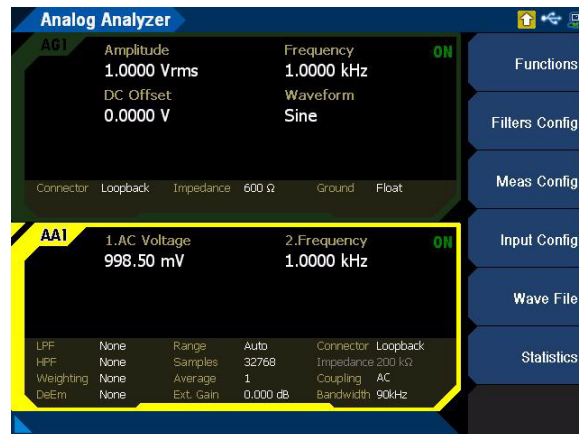 Analog Analyzer
AG1
Amplitude Frequency ON
1.0000 Vrms 1.0000 kHz
DC Offset Waveform
0.0000 V Sine
Connector Loopback Impedance 600 Ω Ground Float
AA1
1.AC Voltage 2.Frequency ON
998.50 mV 1.0000 kHz
LPF None Range Auto Connector Loopback
HPF None Samples 32768 Impedance 200 kΩ
Weighting None Average 1 Coupling AC
DeEm None Ext. Gain 0.000 dB Bandwidth 90kHz
Functions
Filters Config
Meas Config
Input Config
Wave File
Statistics